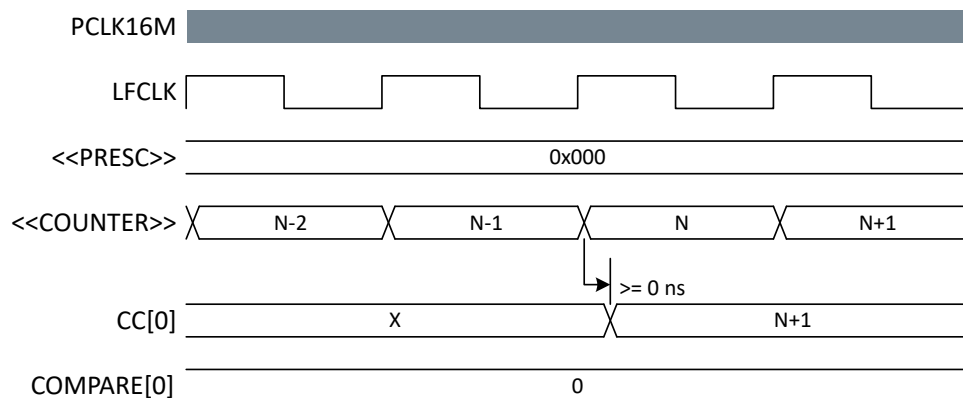 PCLK16M
LFCLK
<<PRESC>> 0x000
<<COUNTER>> N-2 N-1 N N+1
>= 0 ns
CC[0] X N+1
COMPARE[0] 0